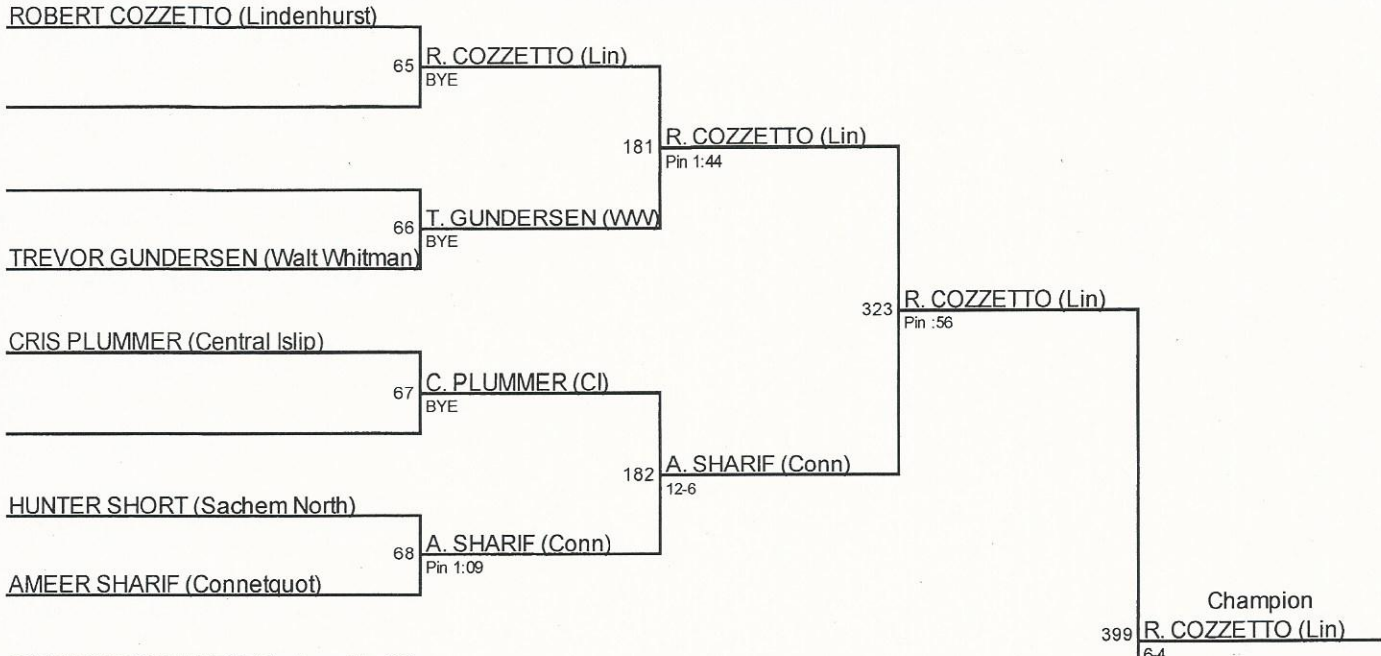 ROBERT COZZETTO (Lindenhurst)
65 R. COZZETTO (Lin)
BYE
181 R. COZZETTO (Lin)
Pin 1:44
66 T. GUNDERSEN (WW)
BYE
TREVOR GUNDERSEN (Walt Whitman)
323 R. COZZETTO (Lin)
Pin :56
CRIS PLUMMER (Central Islip)
67 C. PLUMMER (CI)
BYE
182 A. SHARIF (Conn)
12-6
HUNTER SHORT (Sachem North)
68 A. SHARIF (Conn)
Pin 1:09
AMEER SHARIF (Connetquot)
Champion
399 R. COZZETTO (Lin)
6-4